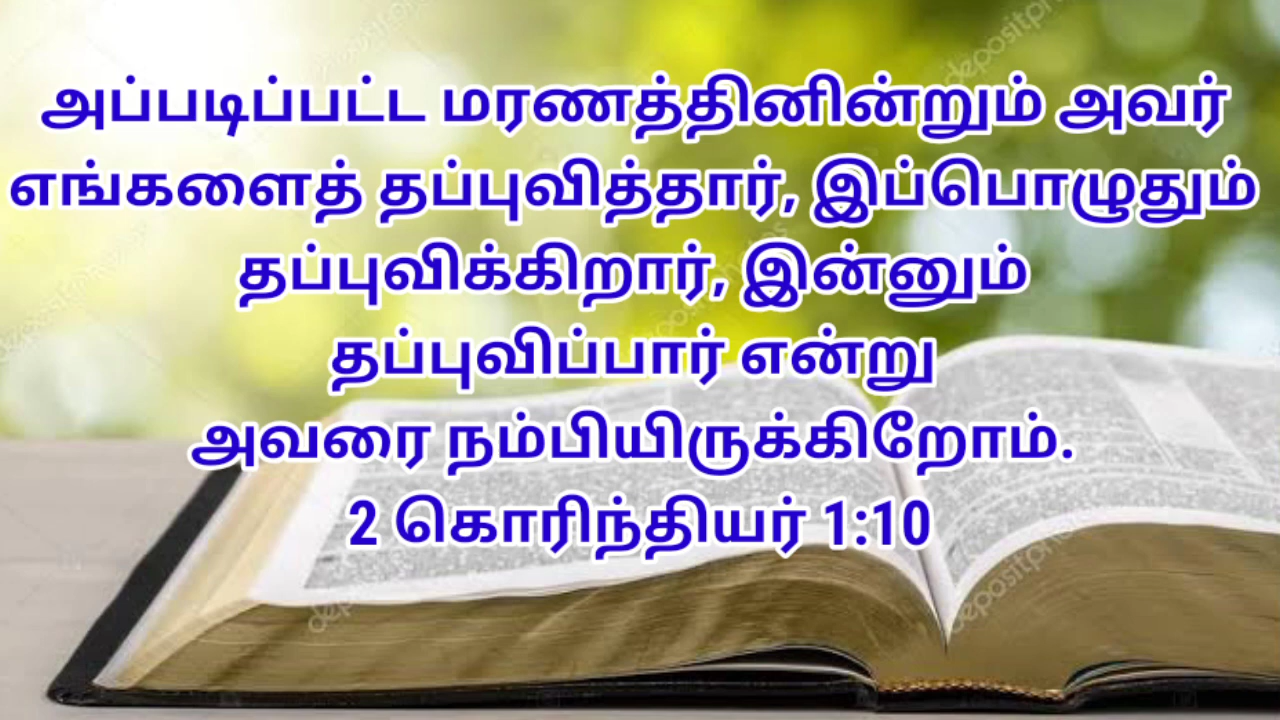 அப்படிப்பட்ட மரணத்தினின்றும் அவர்
எங்களைத் தப்புவித்தார், இப்பொழுதும்
தப்புவிக்கிறார், இன்னும்
தப்புவிப்பார் என்று
அவரை நம்பியிருக்கிறோம்.
2 கொரிந்தியர் 1:10